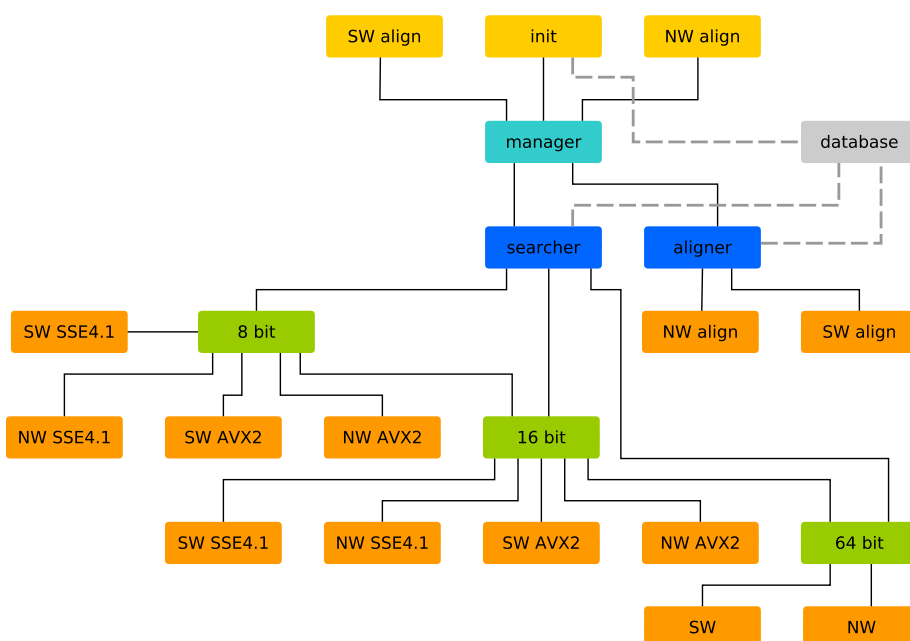 SW align
init
NW align
manager
database
searcher
aligner
SW SSE4.1
8 bit
NW align
SW align
NW SSE4.1
SW AVX2
NW AVX2
16 bit
SW SSE4.1
NW SSE4.1
SW AVX2
NW AVX2
64 bit
SW
NW